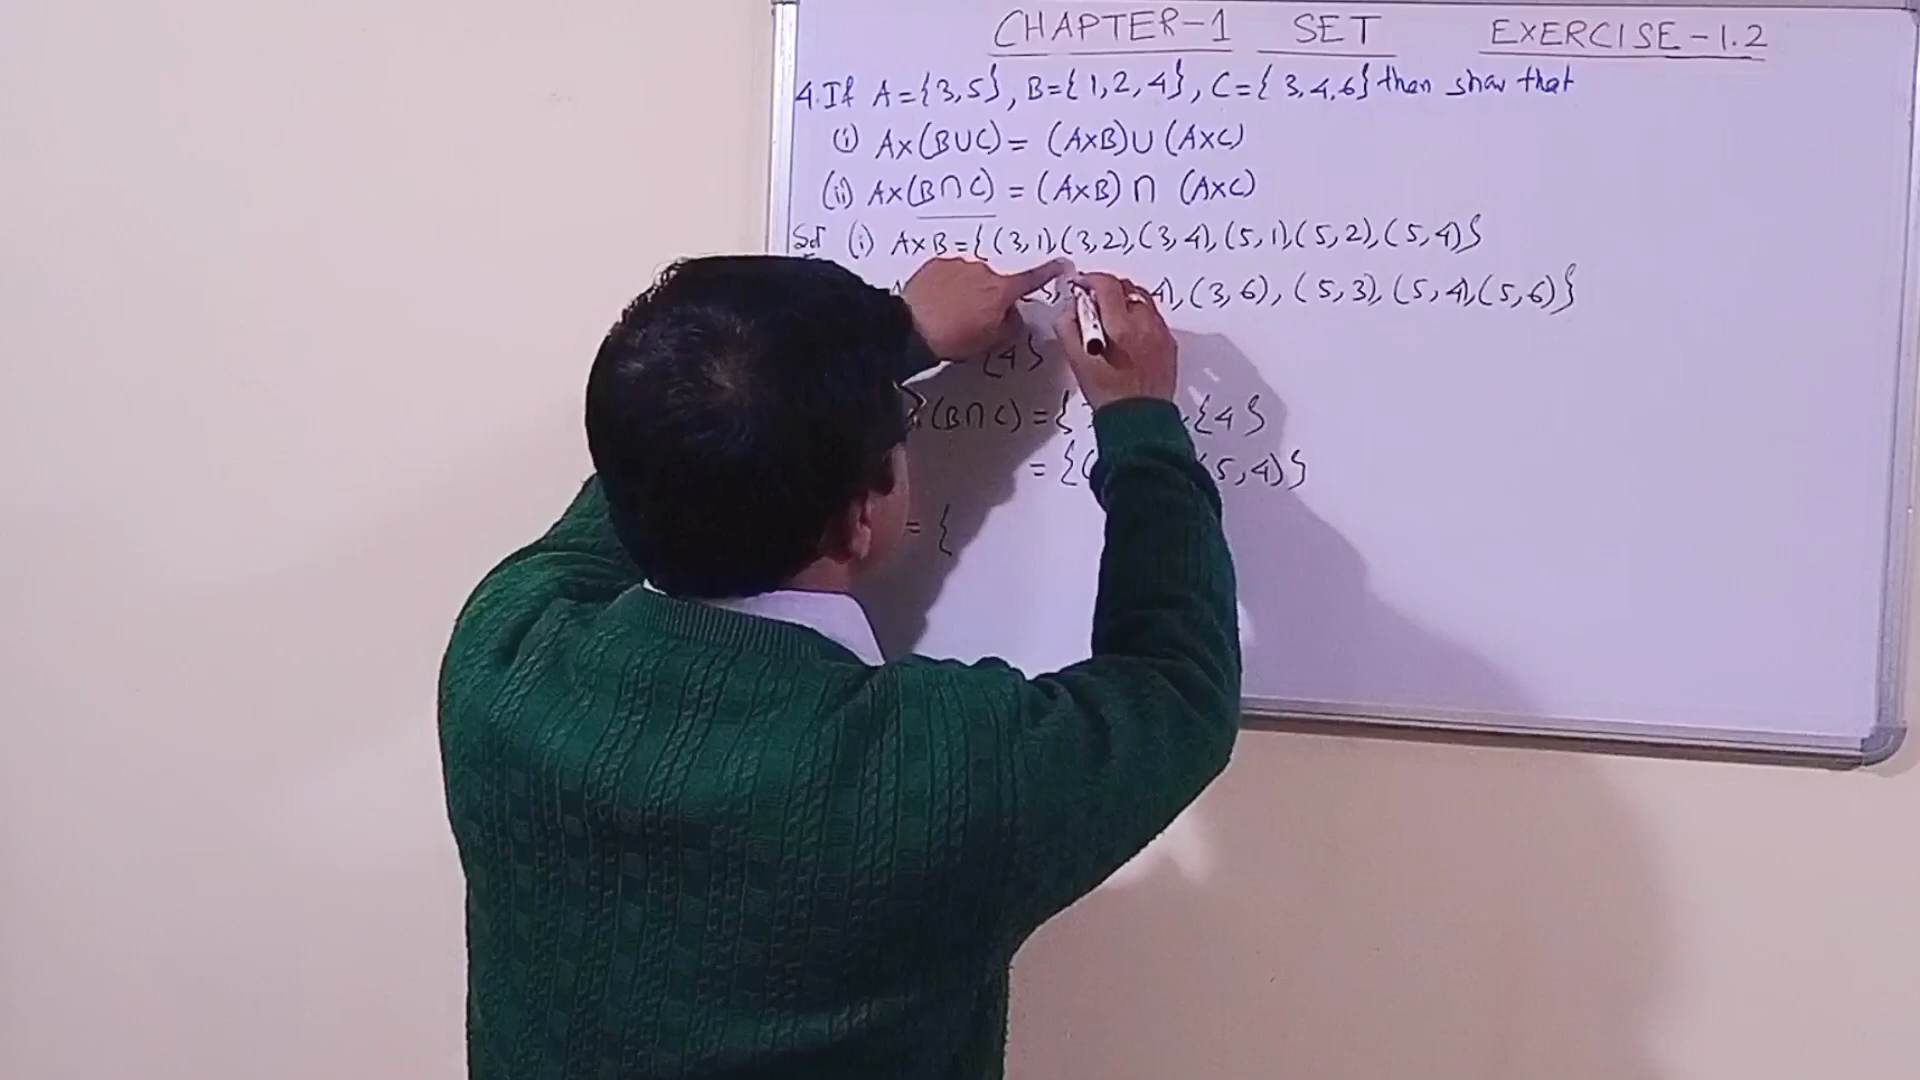 CHAPTER-1 SET EXERCISE-1.2
4. If A={3,5}, B={1,2,4}, C={3,4,6} then show that
(i) A×(B∪C) = (A×B)∪(A×C)
(ii) A×(B∩C) = (A×B)∩(A×C)
Sol (i) A×B={(3,1),(3,2),(3,4),(5,1),(5,2),(5,4)}
4),(3,6),(5,3),(5,4),(5,6)}
= {4}
(B∩C) = { {4}
= {( (5,4)}
= {